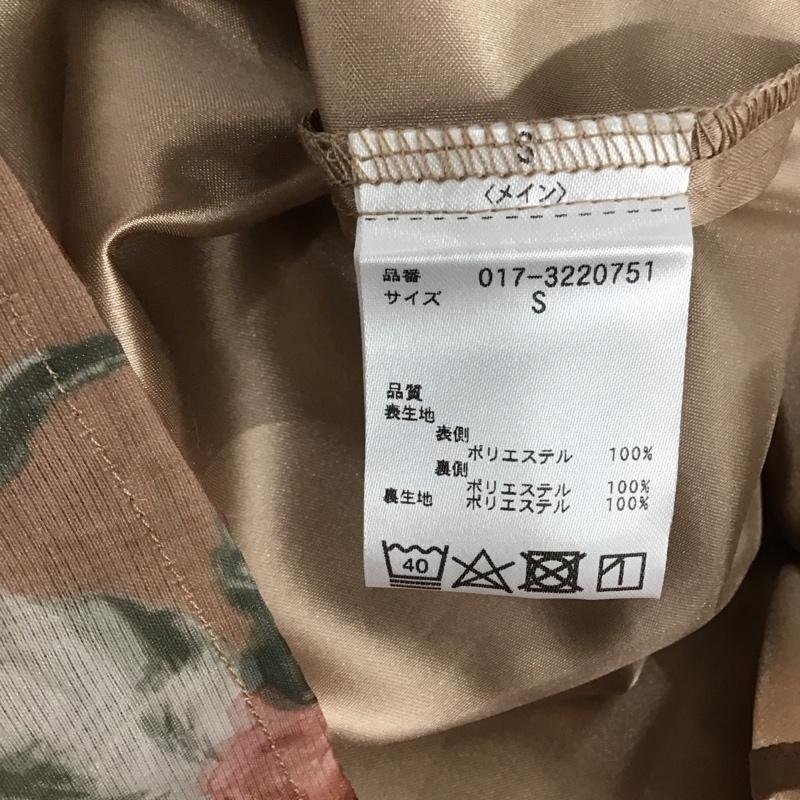 S
〈メイン〉
品番 017-3220751
サイズ S
品質
表生地
表側
ポリエステル 100%
裏側
ポリエステル 100%
裏生地 ポリエステル 100%
40